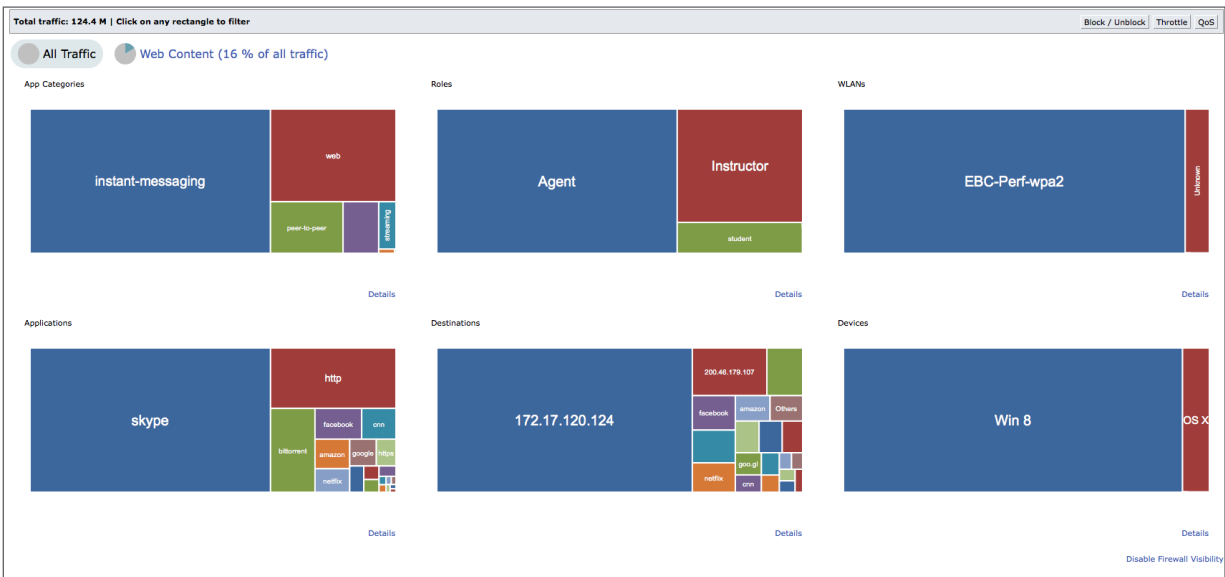 Total traffic: 124.4 M | Click on any rectangle to filter
Block / Unblock Throttle QoS
All Traffic
Web Content (16 % of all traffic)
App Categories
Roles
WLANs
instant-messaging
web
peer-to-peer
streaming
Agent
Instructor
student
EBC-Perf-wpa2
Unknown
Details
Details
Details
Applications
Destinations
Devices
skype
http
bittorrent
facebook
cnn
amazon
google
https
netflix
172.17.120.124
200.46.179.107
facebook
amazon
Others
goo.gl
netflix
cnn
Win 8
OS X
Details
Details
Details
Disable Firewall Visibility